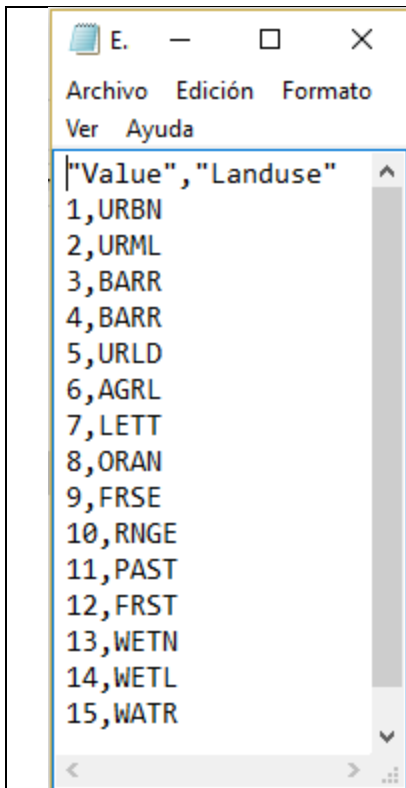 E.
Archivo Edición Formato
Ver Ayuda
"Value","Landuse"
1,URBN
2,URML
3,BARR
4,BARR
5,URLD
6,AGRL
7,LETT
8,ORAN
9,FRSE
10,RNGE
11,PAST
12,FRST
13,WETN
14,WETL
15,WATR